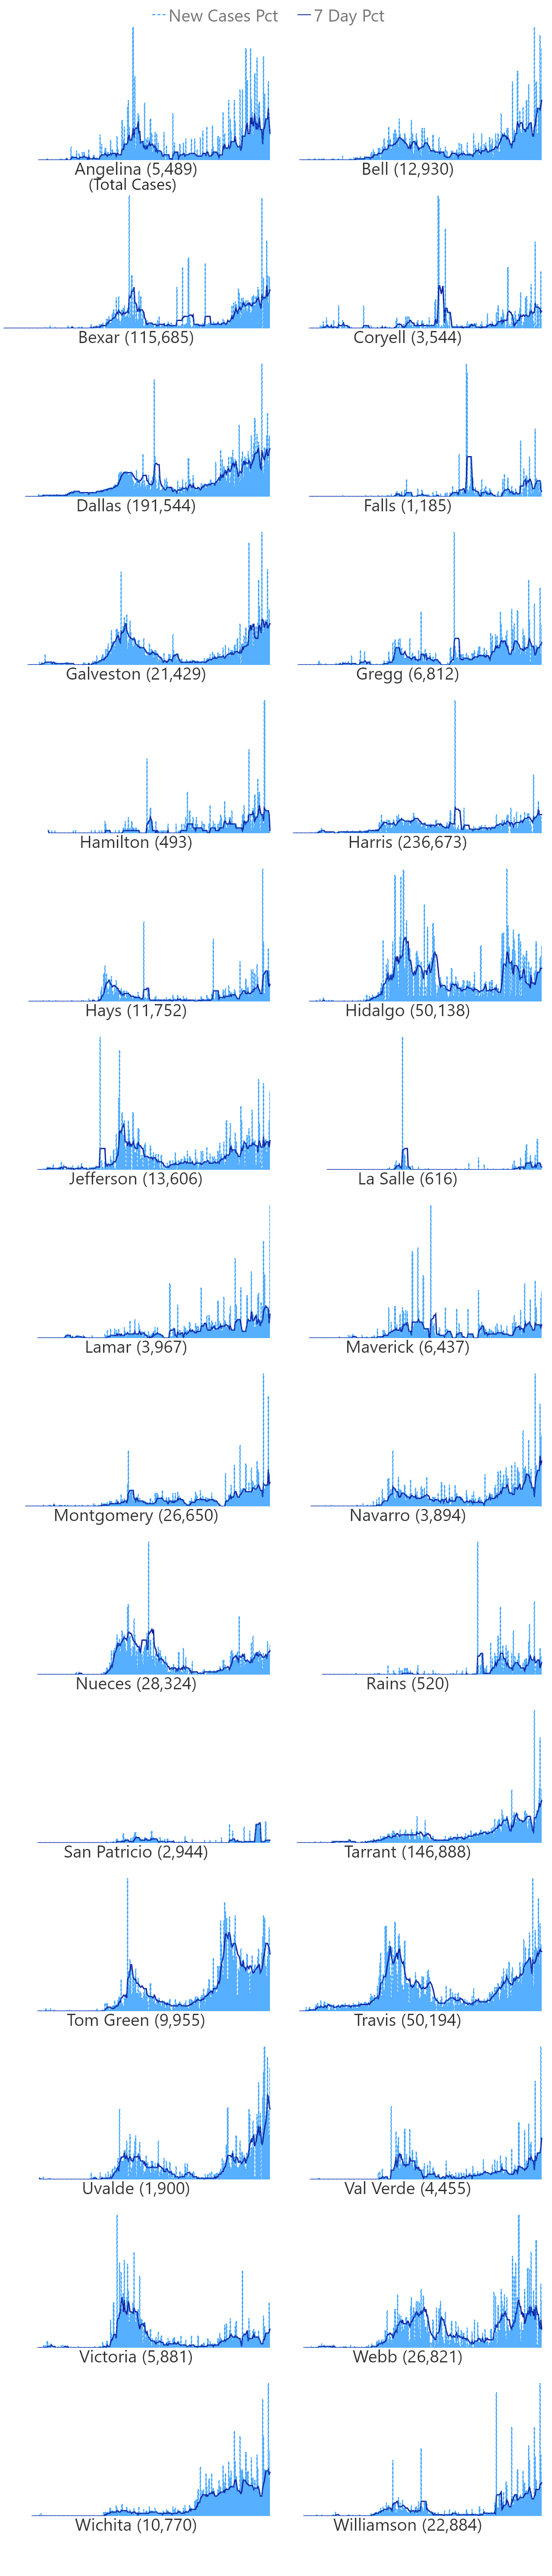 New Cases Pct 7 Day Pct
Angelina (5,489)
(Total Cases)
Bell (12,930)
Bexar (115,685)
Coryell (3,544)
Dallas (191,544)
Falls (1,185)
Galveston (21,429)
Gregg (6,812)
Hamilton (493)
Harris (236,673)
Hays (11,752)
Hidalgo (50,138)
Jefferson (13,606)
La Salle (616)
Lamar (3,967)
Maverick (6,437)
Montgomery (26,650)
Navarro (3,894)
Nueces (28,324)
Rains (520)
San Patricio (2,944)
Tarrant (146,888)
Tom Green (9,955)
Travis (50,194)
Uvalde (1,900)
Val Verde (4,455)
Victoria (5,881)
Webb (26,821)
Wichita (10,770)
Williamson (22,884)